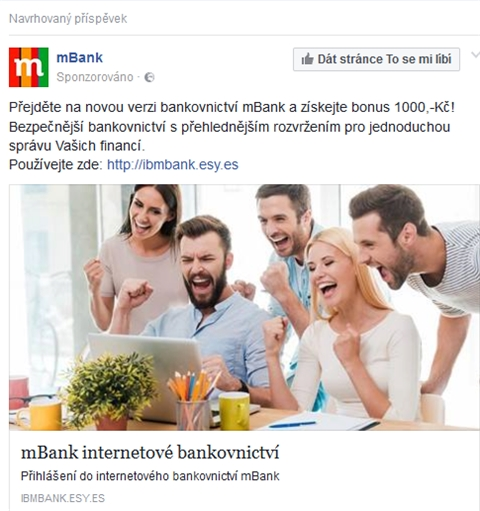 Navrhovaný příspěvek
m
mBank
Sponzorováno ·
Dát stránce To se mi líbí
Přejděte na novou verzi bankovnictví mBank a získejte bonus 1000,-Kč!
Bezpečnější bankovnictví s přehlednějším rozvržením pro jednoduchou
správu Vašich financí.
Používejte zde: http://ibmbank.esy.es
mBank internetové bankovnictví
Přihlášení do internetového bankovnictví mBank
IBMBANK.ESY.ES